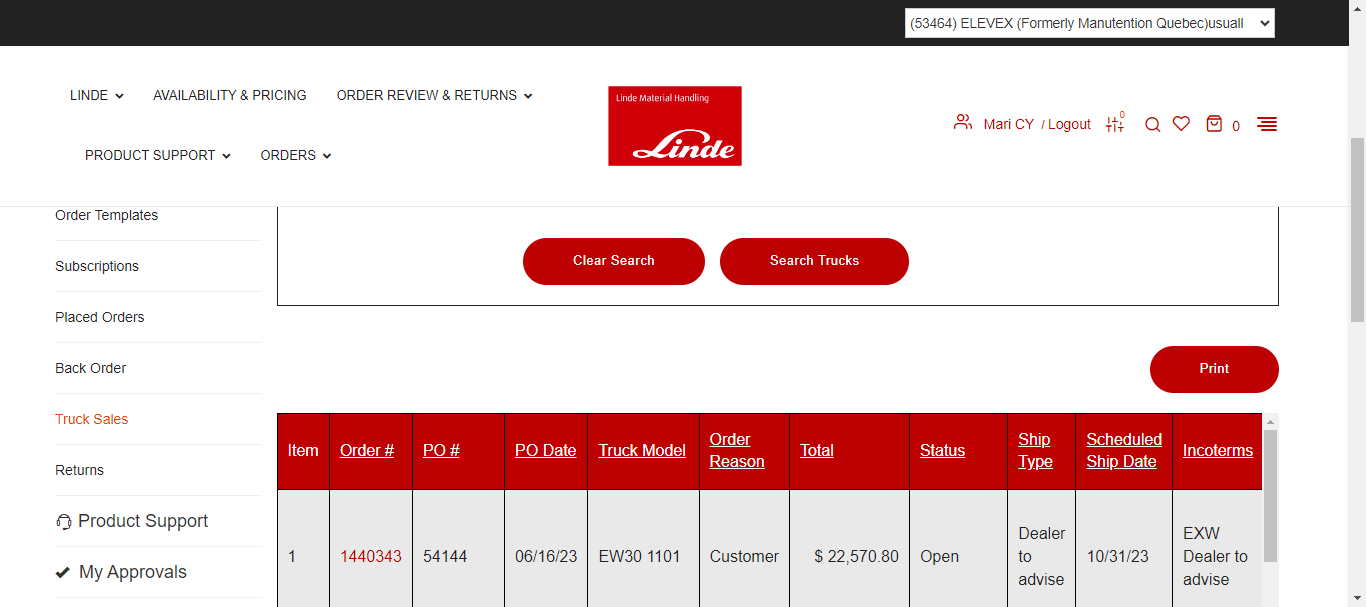 (53464) ELEVEX (Formerly Manutention Quebec)usuall
LINDE
AVAILABILITY & PRICING
ORDER REVIEW & RETURNS
PRODUCT SUPPORT
ORDERS
Linde Material Handling
Linde
Mari CY / Logout
0
0
Order Templates
Subscriptions
Placed Orders
Back Order
Truck Sales
Returns
Product Support
My Approvals
Clear Search
Search Trucks
Print
Item
Order #
PO #
PO Date
Truck Model
Order
Reason
Total
Status
Ship
Type
Scheduled
Ship Date
Incoterms
1
1440343
54144
06/16/23
EW30 1101
Customer
$ 22,570.80
Open
Dealer
to
advise
10/31/23
EXW
Dealer to
advise